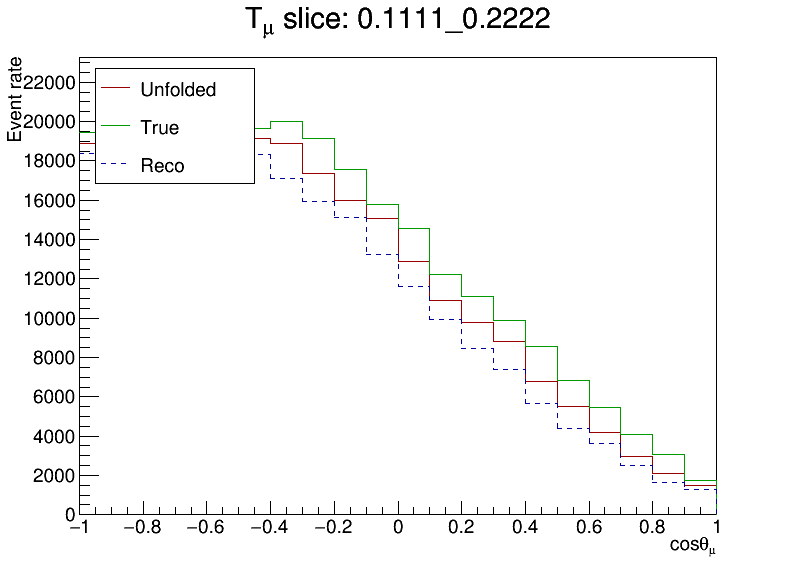 T_μ slice: 0.1111_0.2222
Event rate
Unfolded
True
Reco
22000
20000
18000
16000
14000
12000
10000
8000
6000
4000
2000
0
−1 −0.8 −0.6 −0.4 −0.2 0 0.2 0.4 0.6 0.8 1
cosθ_μ